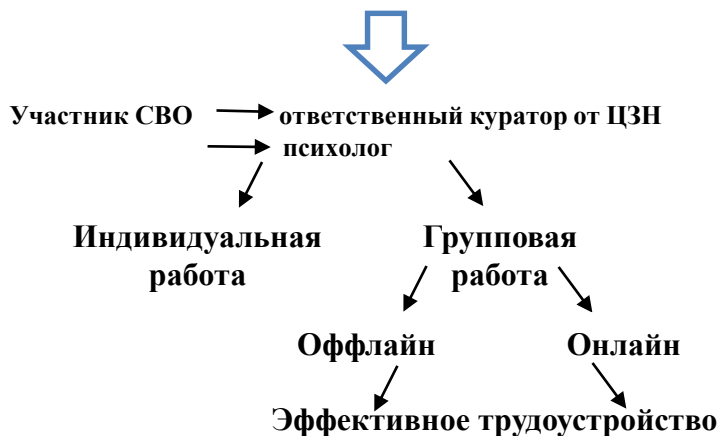 Участник СВО ответственный куратор от ЦЗН
психолог
Индивидуальная Групповая
работа работа
Оффлайн Онлайн
Эффективное трудоустройство